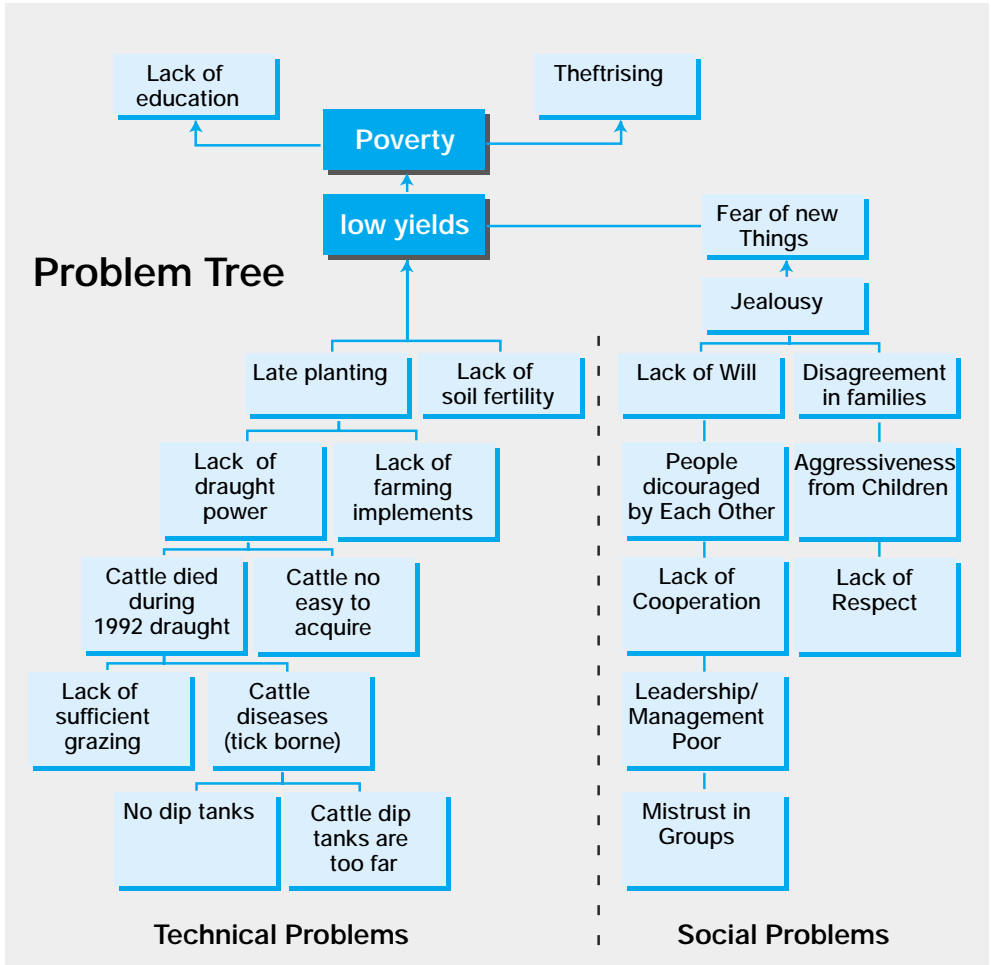 Lack of
education
Theftrising
Poverty
low yields
Fear of new
Things
Problem Tree
Jealousy
Late planting
Lack of
soil fertility
Lack of Will
Disagreement
in families
Lack of
draught
power
Lack of
farming
implements
People
dicouraged
by Each Other
Aggressiveness
from Children
Cattle died
during
1992 draught
Cattle no
easy to
acquire
Lack of
Cooperation
Lack of
Respect
Lack of
sufficient
grazing
Cattle
diseases
(tick borne)
Leadership/
Management
Poor
No dip tanks
Cattle dip
tanks are
too far
Mistrust in
Groups
Technical Problems
Social Problems